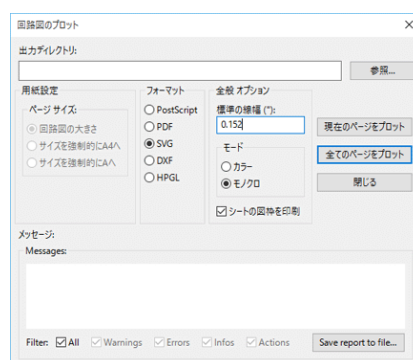 回路図のプロット
出力ディレクトリ:
参照...
用紙設定
ページ サイズ:
回路図の大きさ
サイズを強制的にA4へ
サイズを強制的にAへ
フォーマット
PostScript
PDF
SVG
DXF
HPGL
全般 オプション
標準の線幅 ("):
0.152
モード
カラー
モノクロ
シートの図枠を印刷
現在のページをプロット
全てのページをプロット
閉じる
メッセージ:
Messages:
Filter: All Warnings Errors Infos Actions Save report to file...